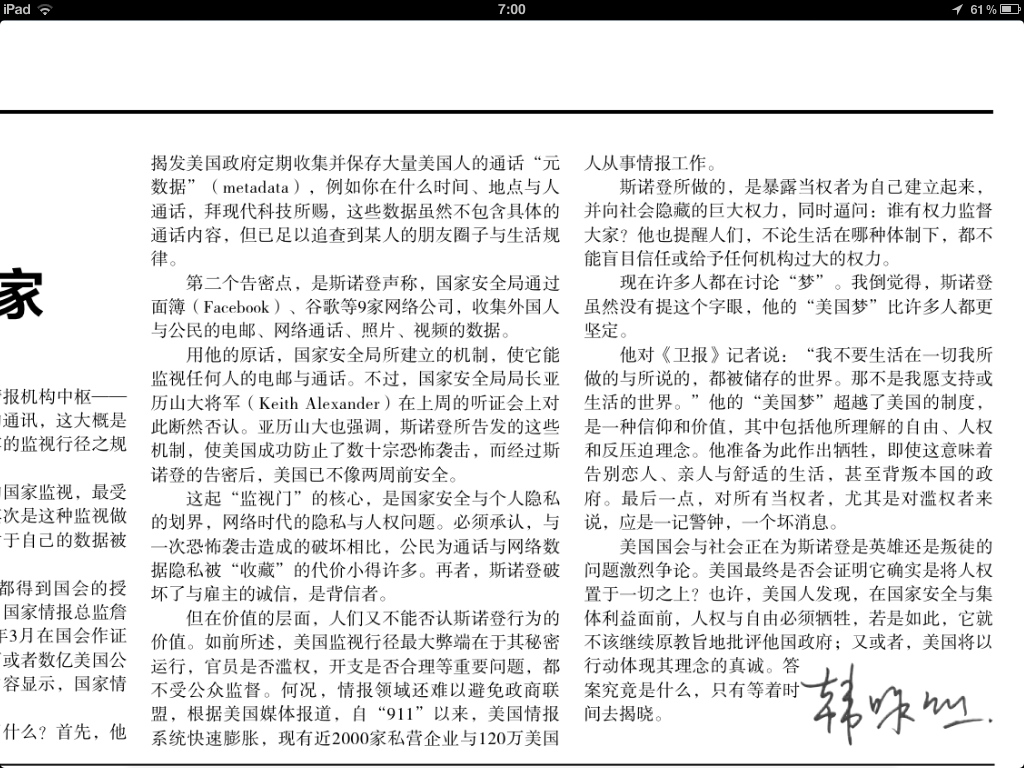 iPad
7:00
61%
家
报机构中枢——
通讯，这大概是
的监视行径之规
国家监视，最受
次是这种监视做
于自己的数据被
都得到国会的授
国家情报总监詹
年3月在国会作证
或者数亿美国公
容显示，国家情
什么？首先，他
揭发美国政府定期收集并保存大量美国人的通话“元
数据”（metadata），例如你在什么时间、地点与人
通话，拜现代科技所赐，这些数据虽然不包含具体的
通话内容，但已足以追查到某人的朋友圈子与生活规
律。
第二个告密点，是斯诺登声称，国家安全局通过
面簿（Facebook）、谷歌等9家网络公司，收集外国人
与公民的电邮、网络通话、照片、视频的数据。
用他的原话，国家安全局所建立的机制，使它能
监视任何人的电邮与通话。不过，国家安全局局长亚
历山大将军（Keith Alexander）在上周的听证会上对
此断然否认。亚历山大也强调，斯诺登所告发的这些
机制，使美国成功防止了数十宗恐怖袭击，而经过斯
诺登的告密后，美国已不像两周前安全。
这起“监视门”的核心，是国家安全与个人隐私
的划界，网络时代的隐私与人权问题。必须承认，与
一次恐怖袭击造成的破坏相比，公民为通话与网络数
据隐私被“收藏”的代价小得许多。再者，斯诺登破
坏了与雇主的诚信，是背信者。
但在价值的层面，人们又不能否认斯诺登行为的
价值。如前所述，美国监视行径最大弊端在于其秘密
运行，官员是否滥权，开支是否合理等重要问题，都
不受公众监督。何况，情报领域还难以避免政商联
盟，根据美国媒体报道，自“911”以来，美国情报
系统快速膨胀，现有近2000家私营企业与120万美国
人从事情报工作。
斯诺登所做的，是暴露当权者为自己建立起来，
并向社会隐藏的巨大权力，同时逼问：谁有权力监督
大家？他也提醒人们，不论生活在哪种体制下，都不
能盲目信任或给予任何机构过大的权力。
现在许多人都在讨论“梦”。我倒觉得，斯诺登
虽然没有提这个字眼，他的“美国梦”比许多人都更
坚定。
他对《卫报》记者说：“我不要生活在一切我所
做的与所说的，都被储存的世界。那不是我愿支持或
生活的世界。”他的“美国梦”超越了美国的制度，
是一种信仰和价值，其中包括他所理解的自由、人权
和反压迫理念。他准备为此作出牺牲，即使这意味着
告别恋人、亲人与舒适的生活，甚至背叛本国的政
府。最后一点，对所有当权者，尤其是对滥权者来
说，应是一记警钟，一个坏消息。
美国国会与社会正在为斯诺登是英雄还是叛徒的
问题激烈争论。美国最终是否会证明它确实是将人权
置于一切之上？也许，美国人发现，在国家安全与集
体利益面前，人权与自由必须牺牲，若是如此，它就
不该继续原教旨地批评他国政府；又或者，美国将以
行动体现其理念的真诚。答
案究竟是什么，只有等着时
间去揭晓。
韩咏